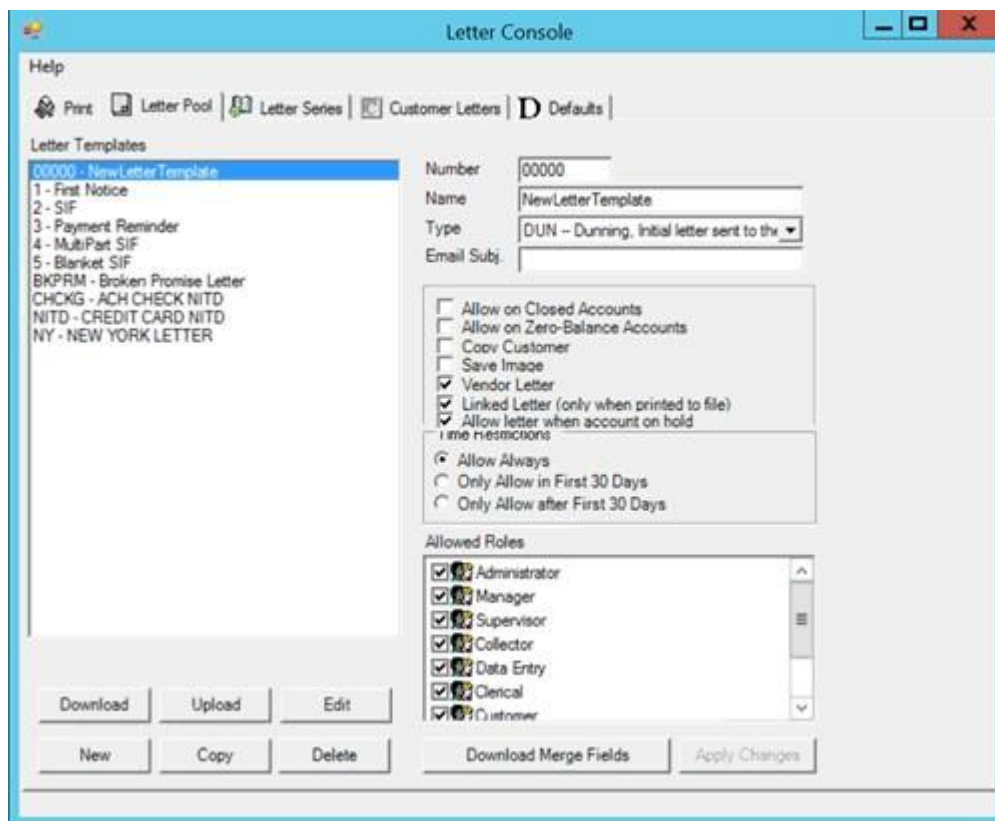 Letter Console
Help
Print Letter Pool Letter Series Customer Letters D Defaults
Letter Templates
00000 - NewLetterTemplate
1 - First Notice
2 - SIF
3 - Payment Reminder
4 - MultiPart SIF
5 - Blanket SIF
BKPRM - Broken Promise Letter
CHCKG - ACH CHECK NITD
NITD - CREDIT CARD NITD
NY - NEW YORK LETTER
Number 00000
Name NewLetterTemplate
Type DUN -- Dunning, Initial letter sent to the
Email Subj.
Allow on Closed Accounts
Allow on Zero-Balance Accounts
Copy Customer
Save Image
Vendor Letter
Linked Letter (only when printed to file)
Allow letter when account on hold
Time Restrictions
Allow Always
Only Allow in First 30 Days
Only Allow after First 30 Days
Allowed Roles
Administrator
Manager
Supervisor
Collector
Data Entry
Clerical
Customer
Download Upload Edit
New Copy Delete
Download Merge Fields Apply Changes